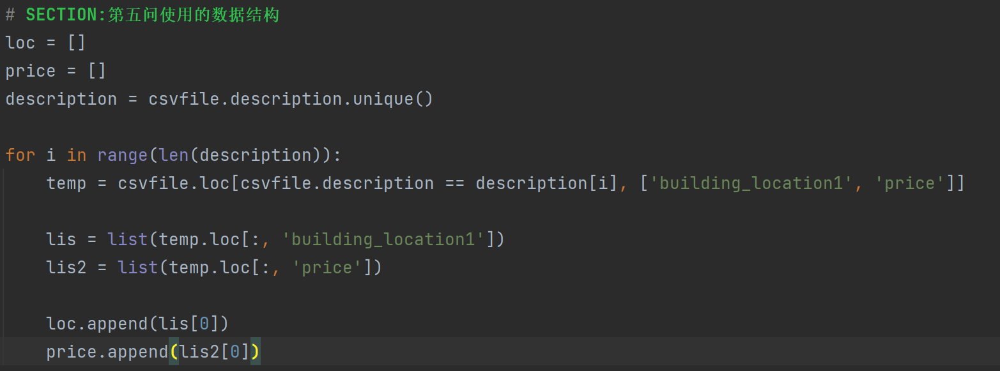 # SECTION:第五问使用的数据结构
loc = []
price = []
description = csvfile.description.unique()
for i in range(len(description)):
    temp = csvfile.loc[csvfile.description == description[i], ['building_location1', 'price']]
    lis = list(temp.loc[:, 'building_location1'])
    lis2 = list(temp.loc[:, 'price'])
    loc.append(lis[0])
    price.append(lis2[0])